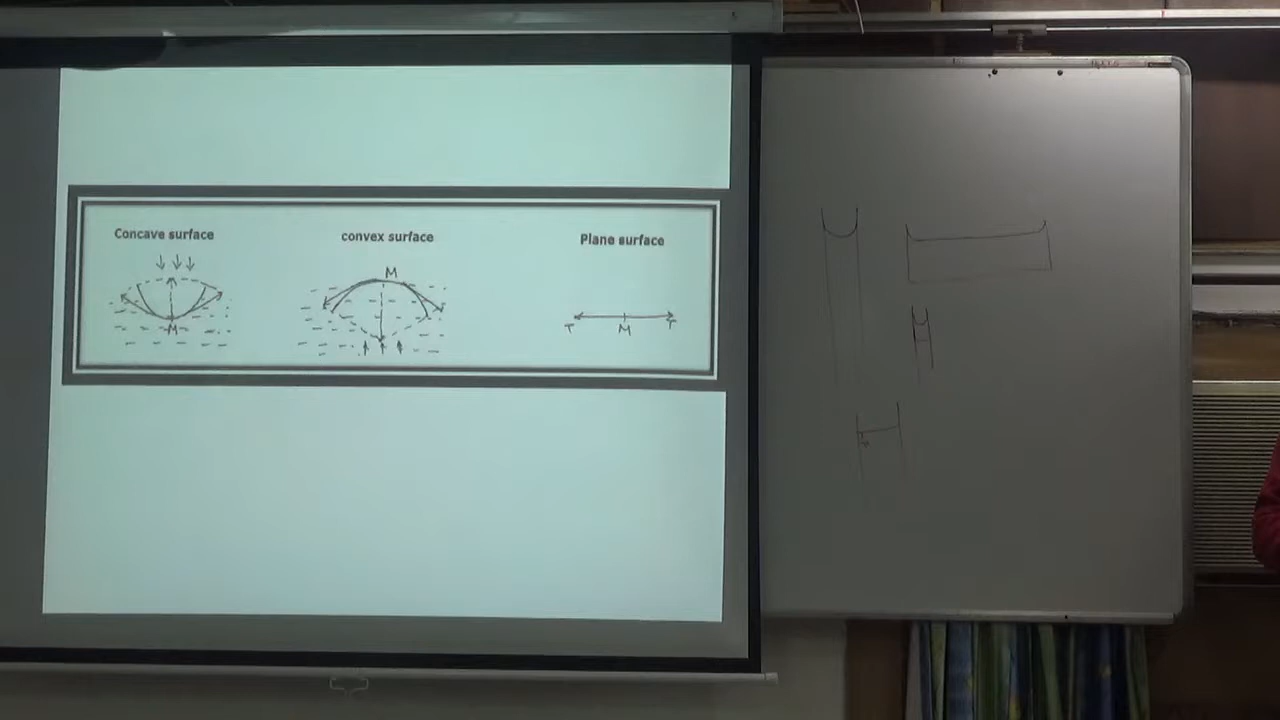 Concave surface
convex surface
Plane surface
M
M
T
M
T